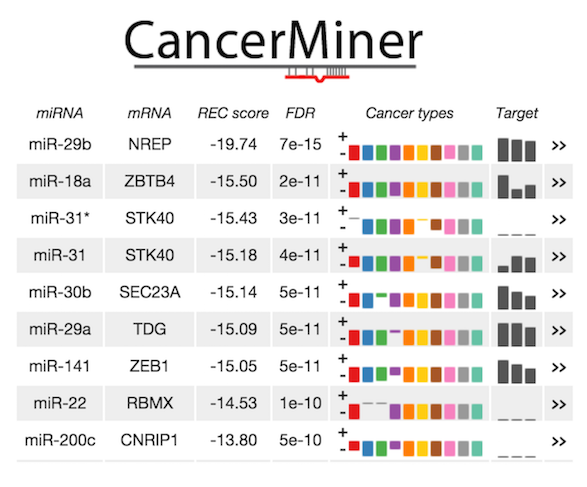 CancerMiner
miRNA mRNA REC score FDR Cancer types Target
miR-29b NREP -19.74 7e-15 + - >>
miR-18a ZBTB4 -15.50 2e-11 + - >>
miR-31* STK40 -15.43 3e-11 + - >>
miR-31 STK40 -15.18 4e-11 + - >>
miR-30b SEC23A -15.14 5e-11 + - >>
miR-29a TDG -15.09 5e-11 + - >>
miR-141 ZEB1 -15.05 5e-11 + - >>
miR-22 RBMX -14.53 1e-10 + - >>
miR-200c CNRIP1 -13.80 5e-10 + - >>